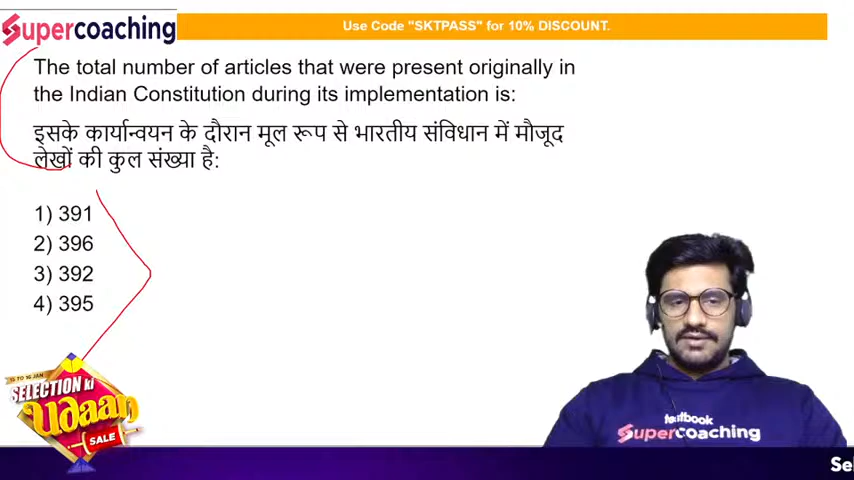 Supercoaching
Use Code "SKTPASS" for 10% DISCOUNT.
The total number of articles that were present originally in
the Indian Constitution during its implementation is:
इसके कार्यान्वयन के दौरान मूल रूप से भारतीय संविधान में मौजूद
लेखों की कुल संख्या है:
1) 391
2) 396
3) 392
4) 395
SELECTION ki
Udaan
SALE
testbook
Supercoaching
Se